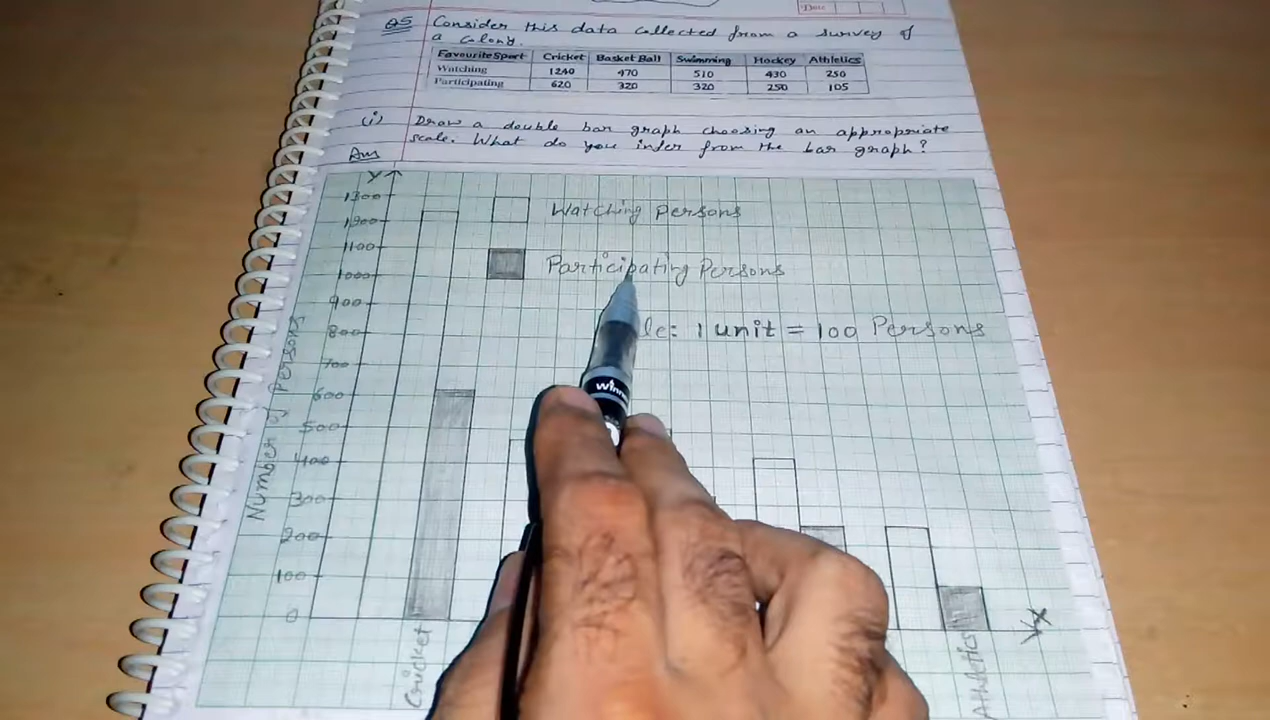 Date
Q5 Consider this data collected from a survey of
a colony.
Favourite Sport Cricket Basket Ball Swimming Hockey Athletics
Watching 1240 470 510 430 250
Participating 620 320 320 250 105
(i) Draw a double bar graph choosing an appropriate
scale. What do you infer from the bar graph?
Ans
Y
1300
1200 Watching Persons
1100
1000 Participating Persons
900
800 le: 1 unit = 100 Persons
700
600
500
400
300
200
100
0
Number of Persons
X
Cricket
Athletics